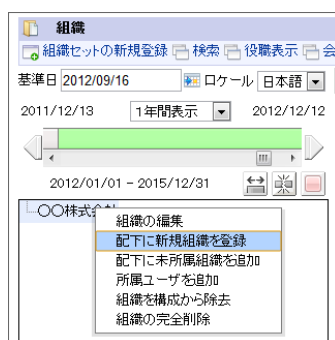 組織
組織セットの新規登録 検索 役職表示 会
基準日 2012/09/16 ロケール 日本語
2011/12/13 1年間表示 2012/12/12
2012/01/01 - 2015/12/31
〇〇株式会社
組織の編集
配下に新規組織を登録
配下に未所属組織を追加
所属ユーザを追加
組織を構成から除去
組織の完全削除